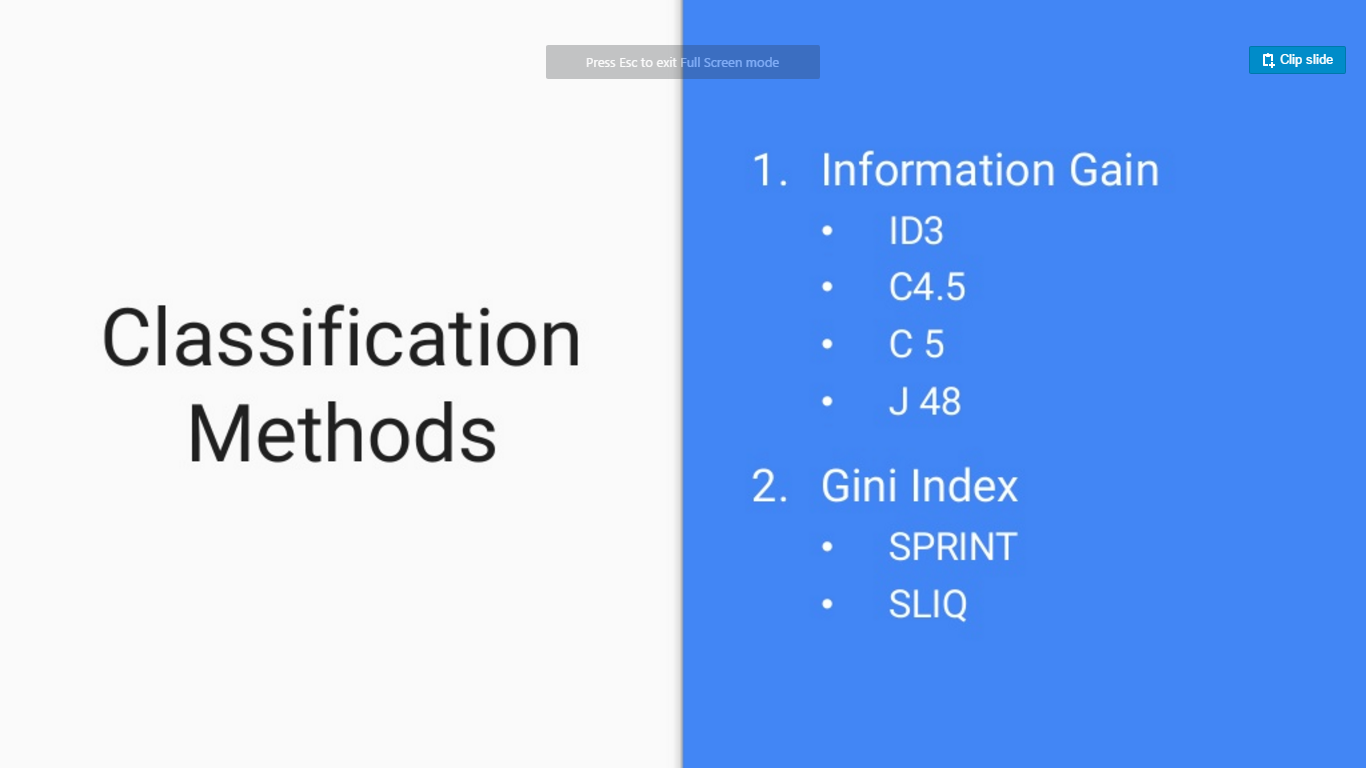 Press Esc to exit Full Screen mode
Clip slide
Classification
Methods
1. Information Gain
• ID3
• C4.5
• C 5
• J 48
2. Gini Index
• SPRINT
• SLIQ